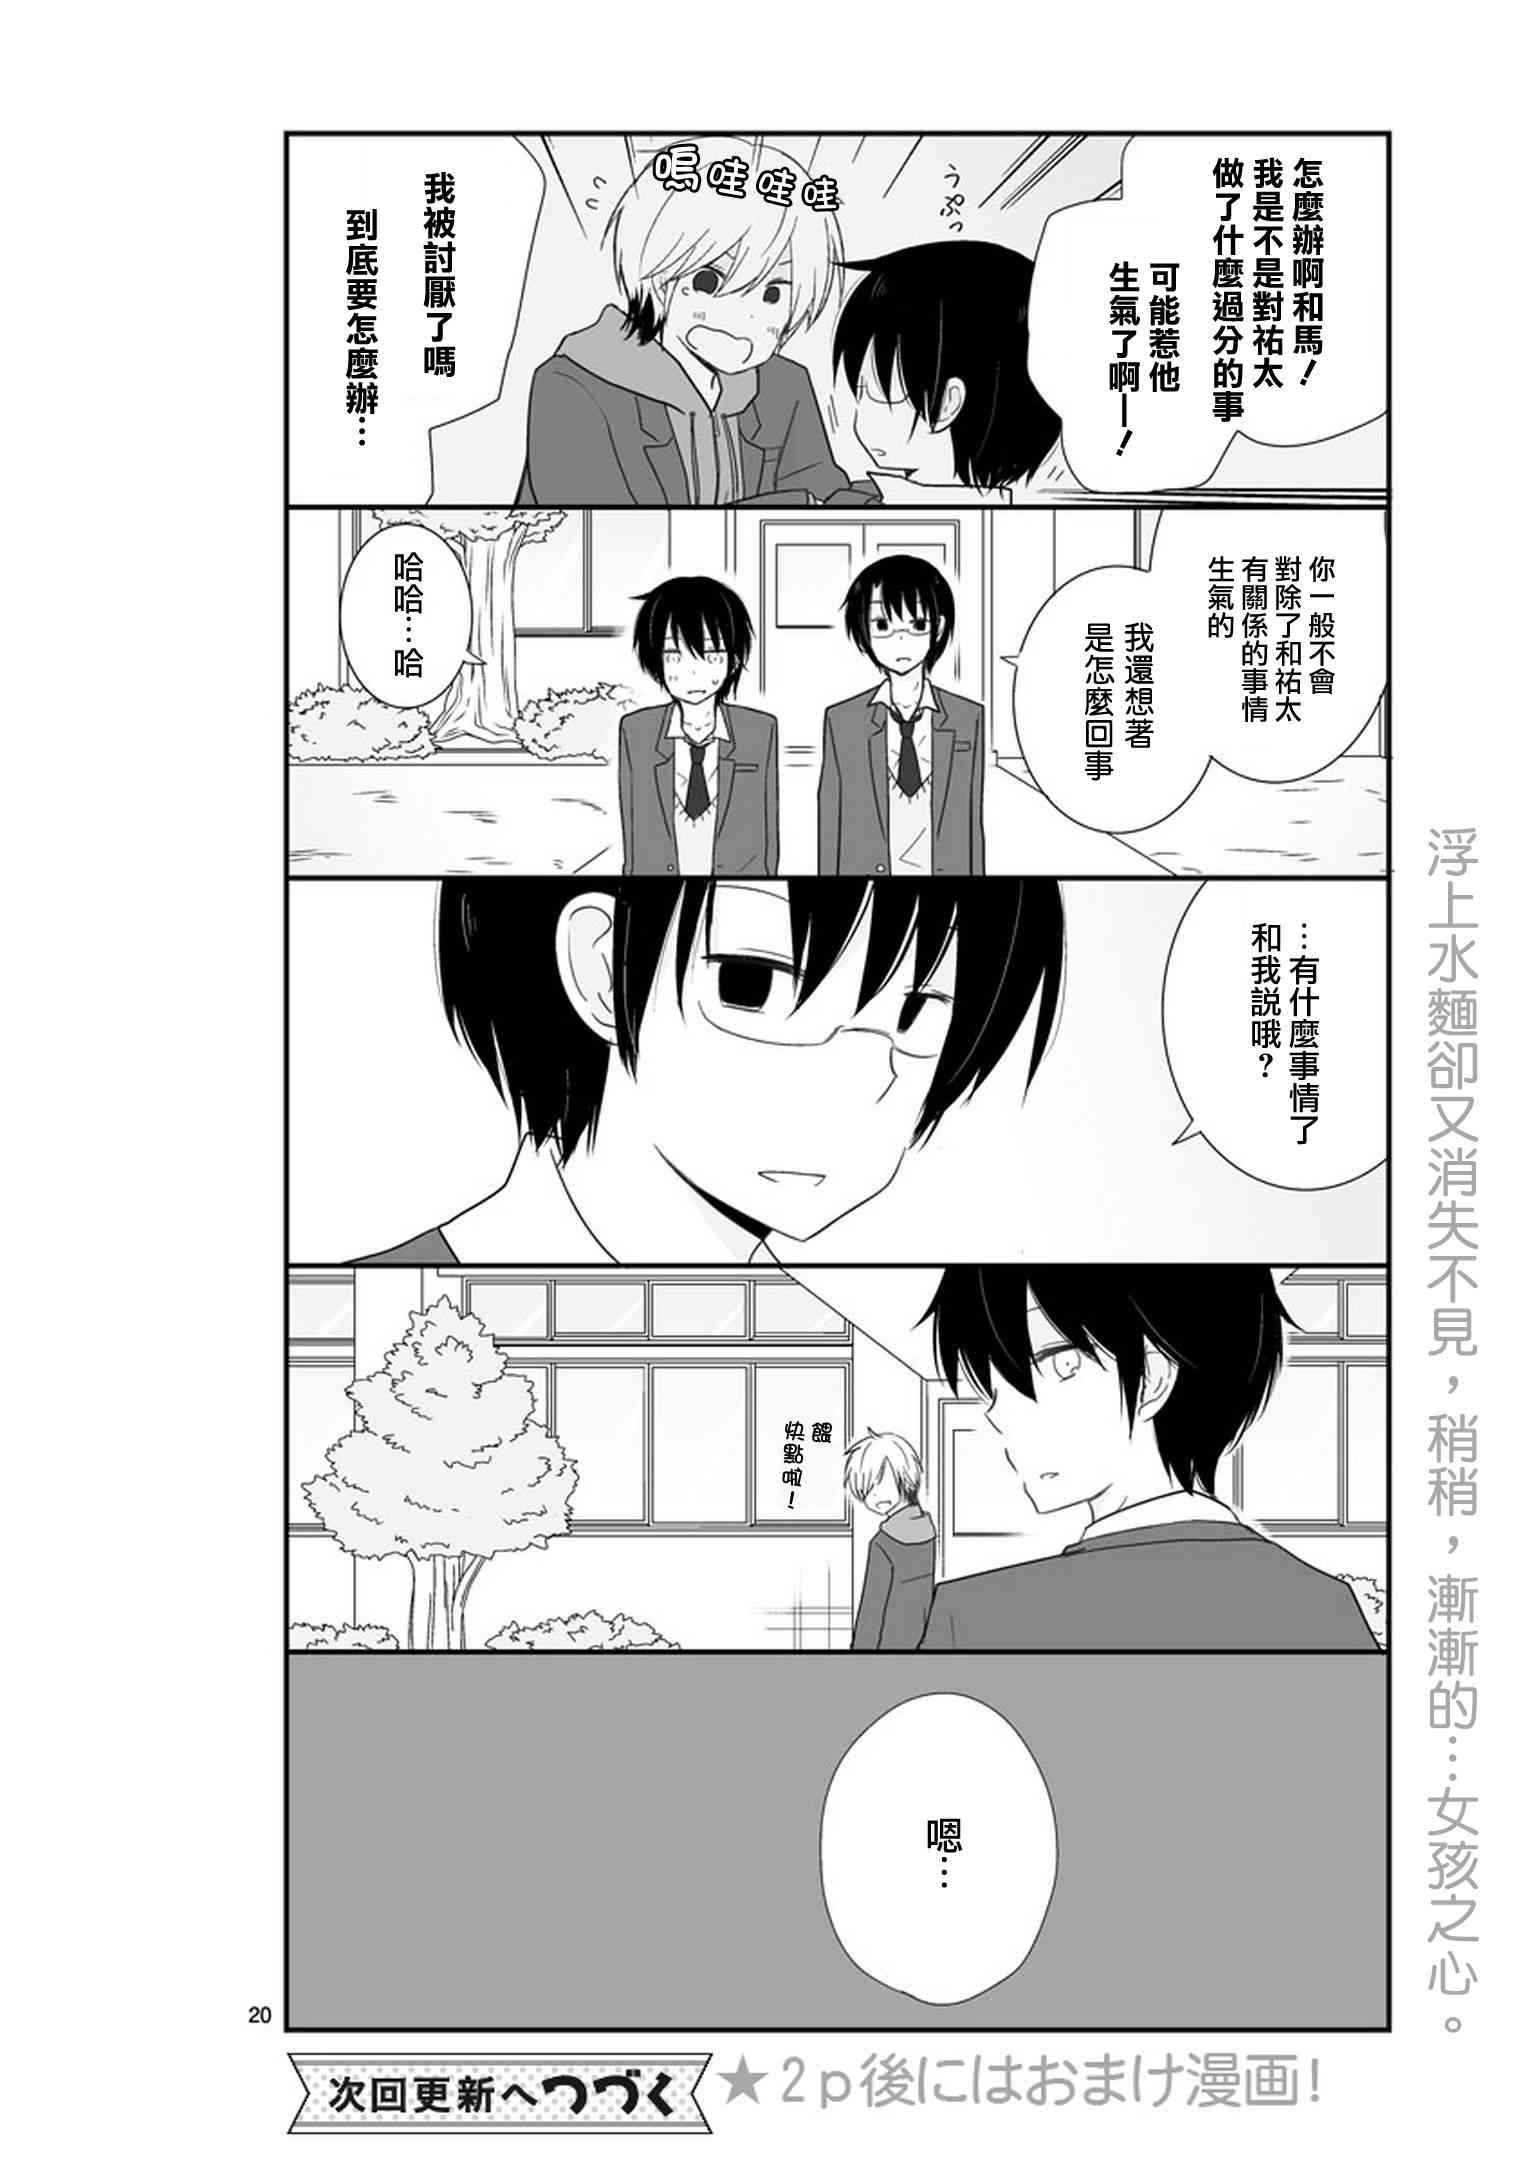 怎麼辦啊和馬！
我是不是對祐太
做了什麼過分的事
可能惹他
生氣了啊ー！
うぷっ
嗚哇哇哇
我被討厭了嗎
到底要怎麼辦…
你一般不會
對除了和祐太
有關係的事情
生氣的
我還想著
是怎麼回事
哈哈…哈
…有什麼事情了
和我説哦？
餵
快點啦！
嗯…
浮上水麵卻又消失不見，稍稍，漸漸的…女孩之心。
20
次回更新へつづく
★2p後にはおまけ漫画！